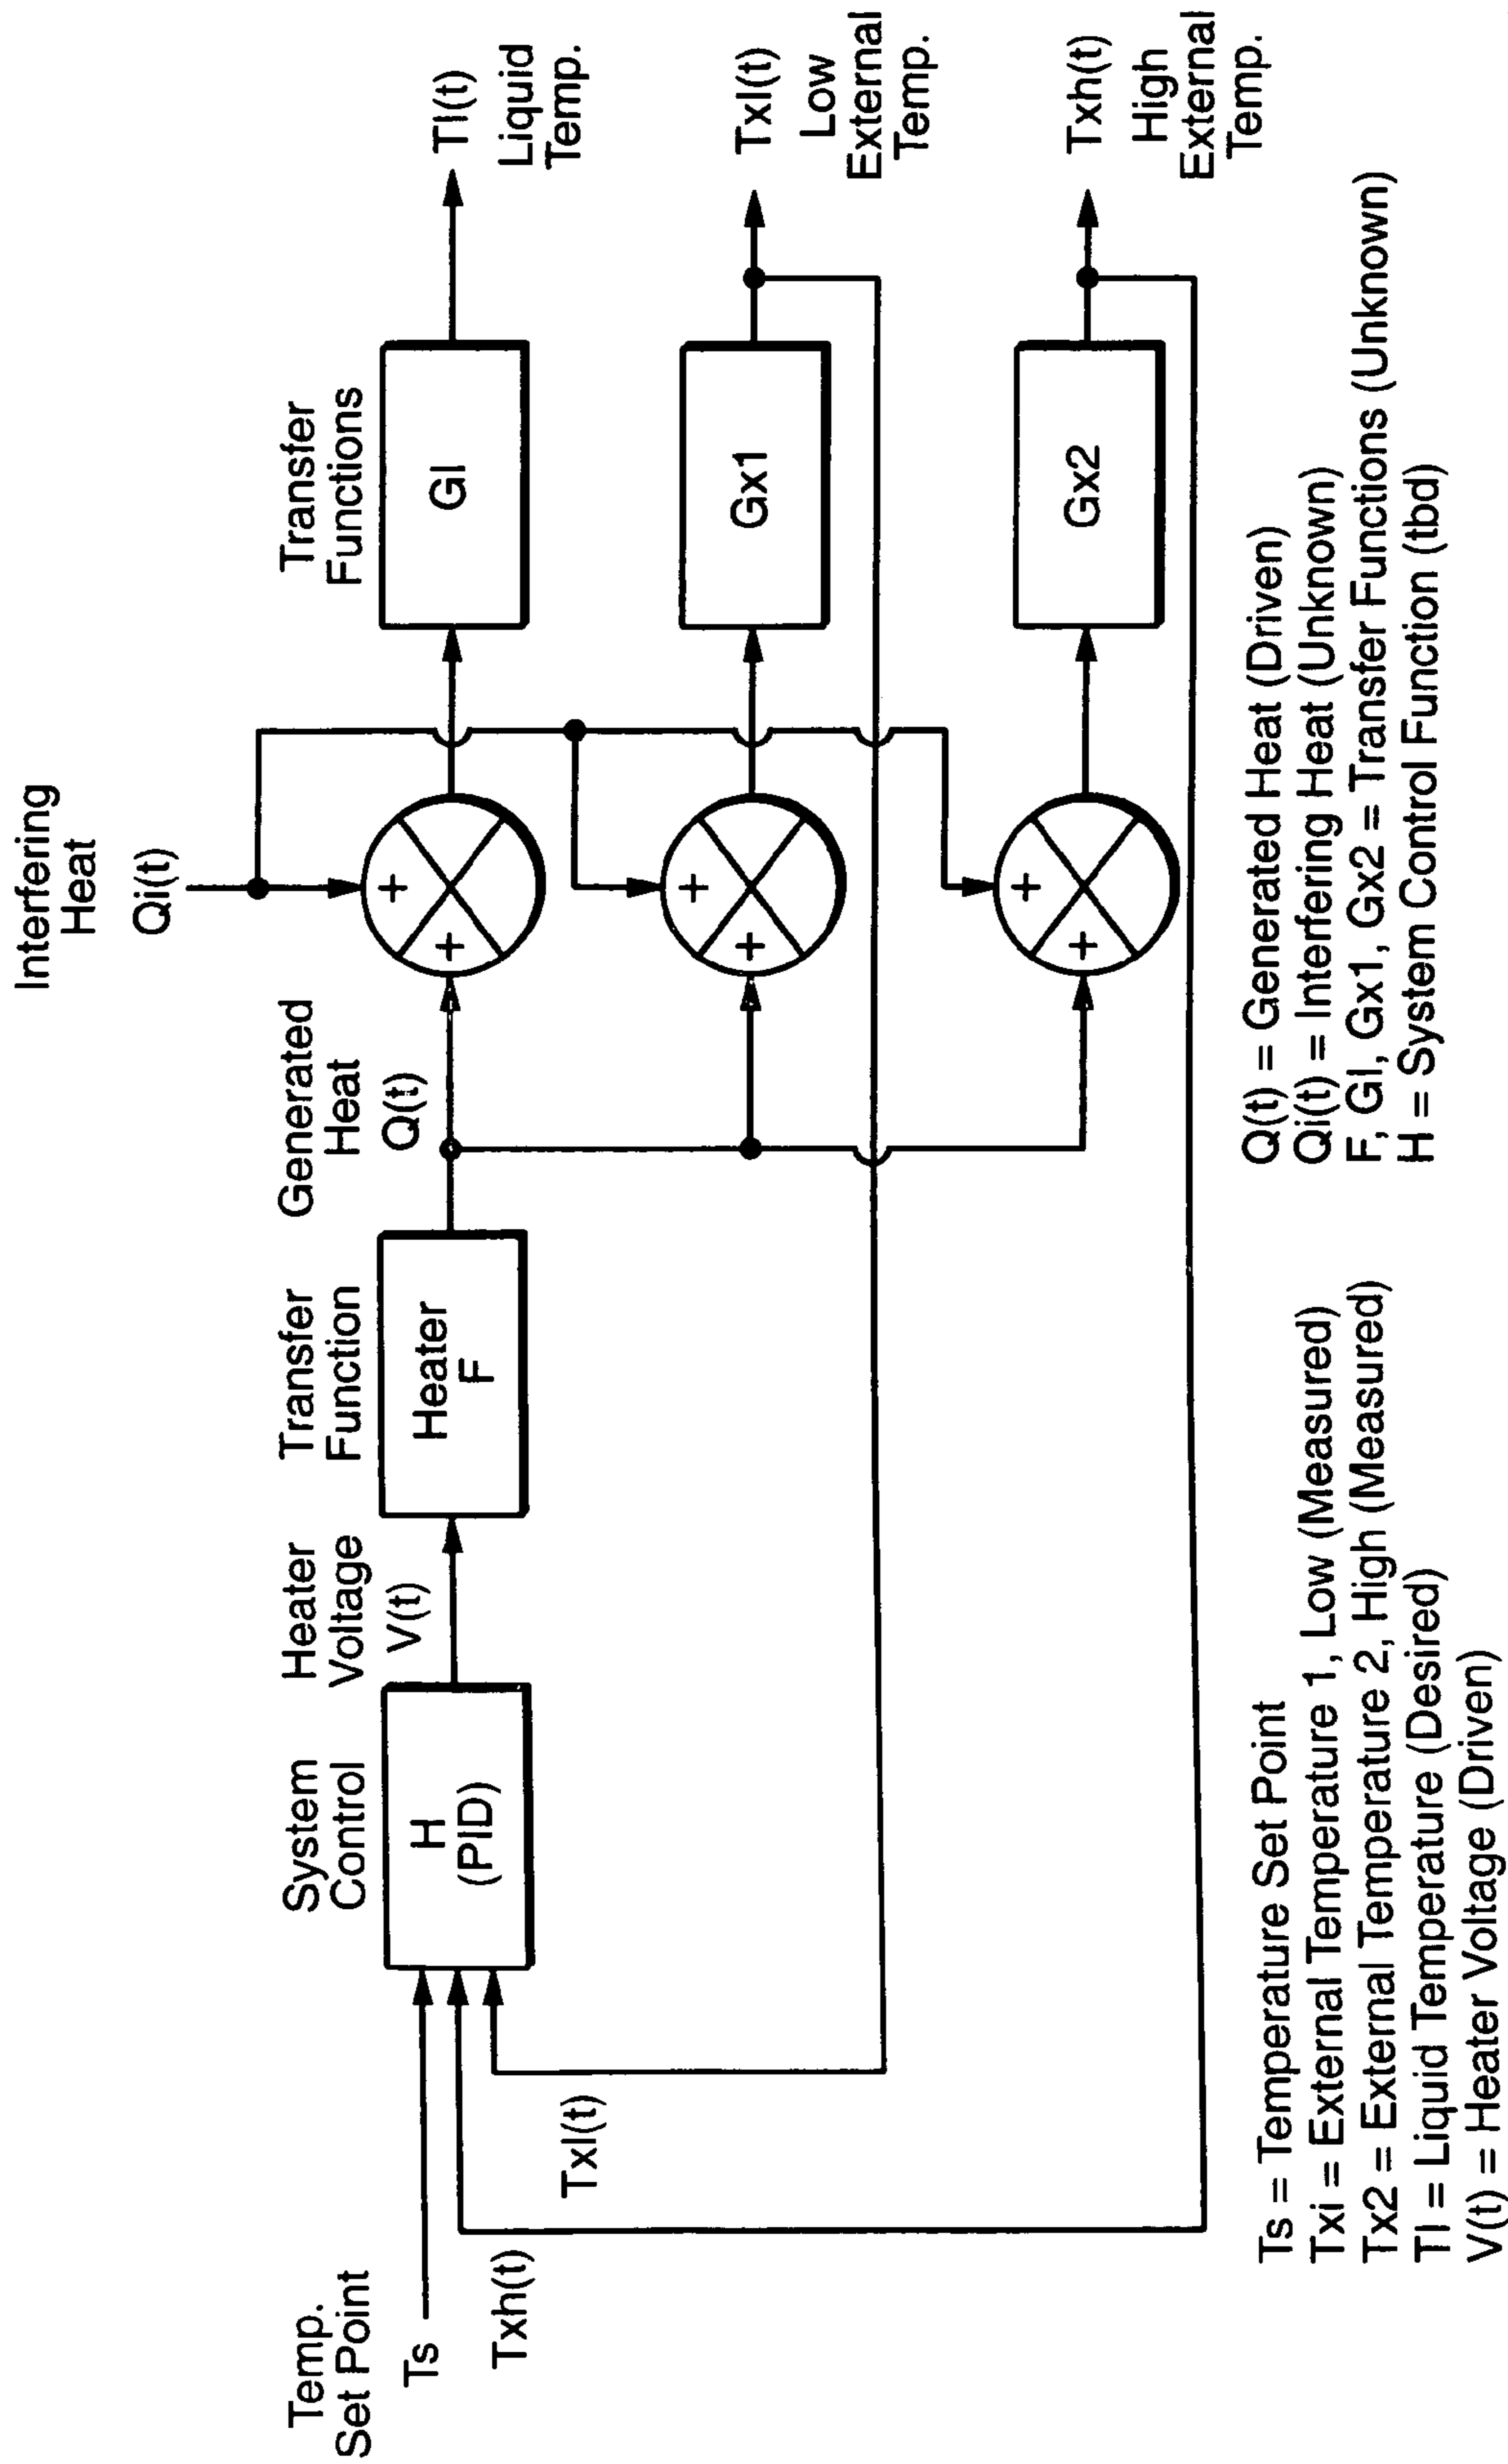 Interfering
Heat
Qi(t)
Temp.
Set Point
Ts
Txh(t)
Txl(t)
System
Control
H
(PID)
Heater
Voltage
V(t)
Transfer
Function
Heater
F
Generated
Heat
Q(t)
+
+
+
+
+
+
Transfer
Functions
Gl
Gx1
Gx2
Tl(t)
Liquid
Temp.
Txl(t)
Low
External
Temp.
Txh(t)
High
External
Temp.
Ts = Temperature Set Point
Txi = External Temperature 1, Low (Measured)
Tx2 = External Temperature 2, High (Measured)
Tl = Liquid Temperature (Desired)
V(t) = Heater Voltage (Driven)
Q(t) = Generated Heat (Driven)
Qi(t) = Interfering Heat (Unknown)
F, Gl, Gx1, Gx2 = Transfer Functions (Unknown)
H = System Control Function (tbd)